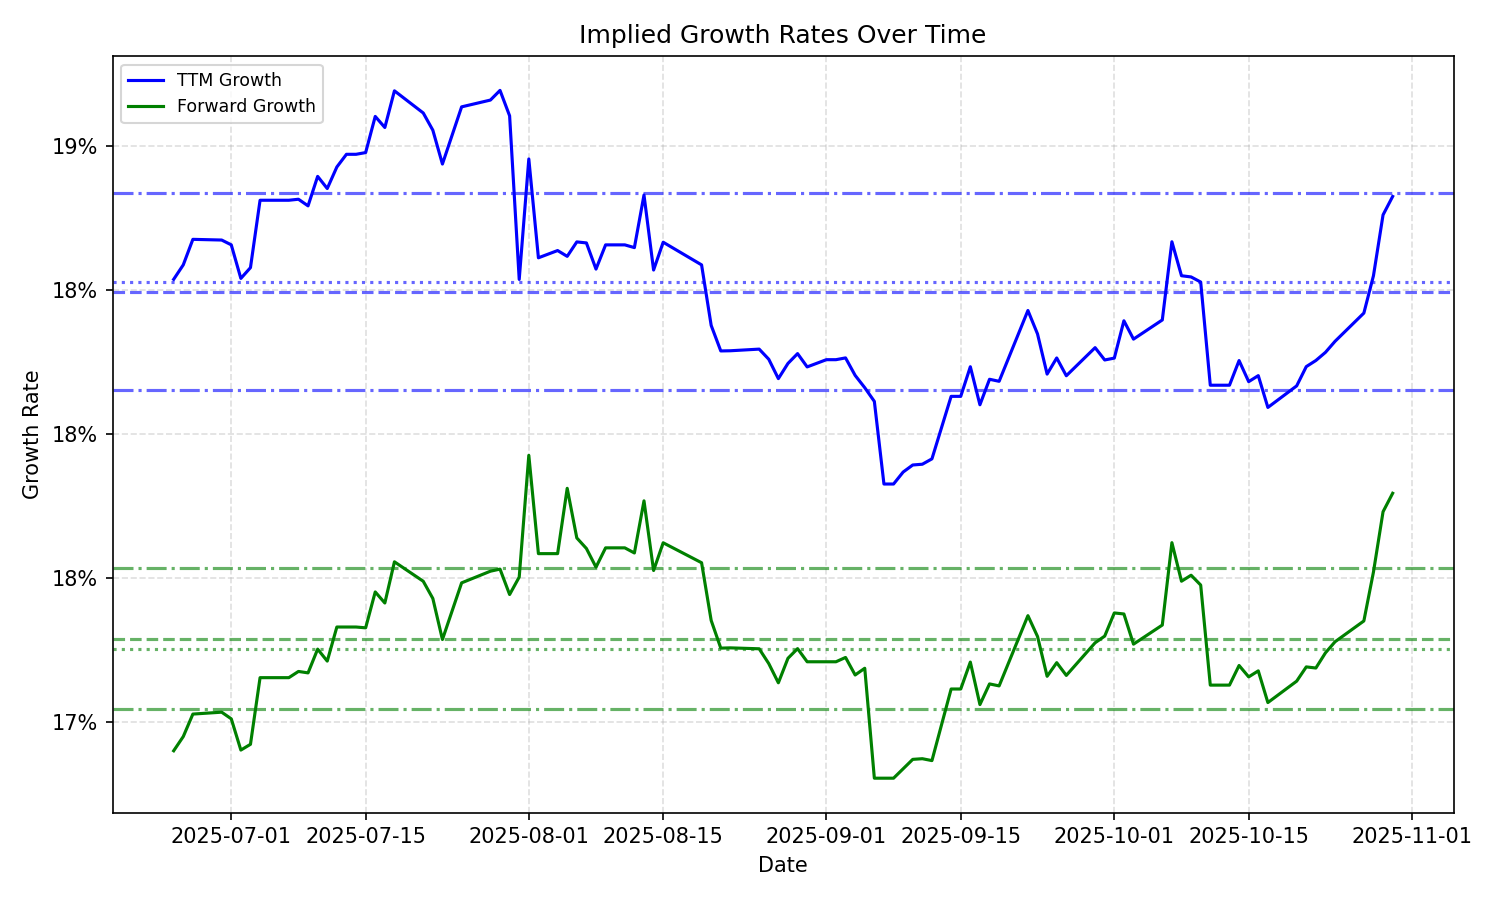 Implied Growth Rates Over Time
TTM Growth
Forward Growth
19%
18%
18%
18%
17%
Growth Rate
2025-07-01 2025-07-15 2025-08-01 2025-08-15 2025-09-01 2025-09-15 2025-10-01 2025-10-15 2025-11-01
Date